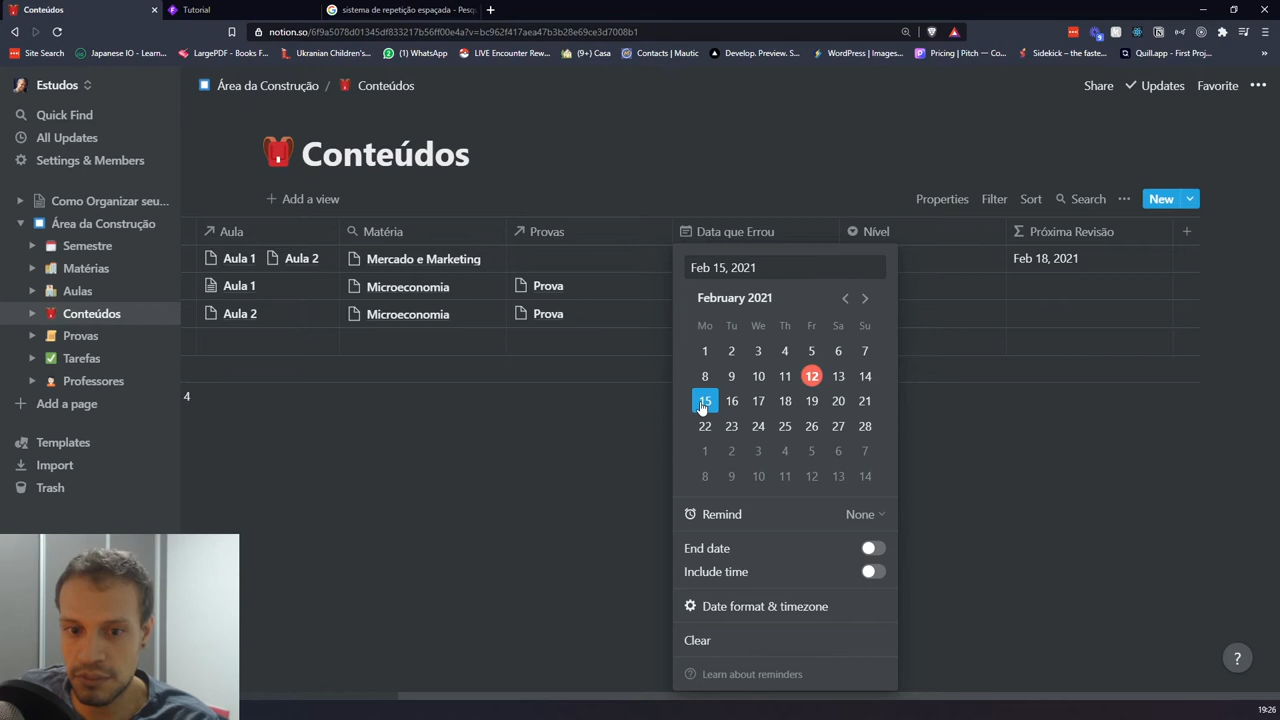 Conteúdos
Tutorial
sistema de repetição espaçada - Pesq
notion.so/6f9a5078d01345df833217b56ff00e4a?v=bc962f417aea47b3b28e69ce3d7008b1
Site Search
Japanese IO - Learn...
LargePDF - Books F...
Ukranian Children's...
(1) WhatsApp
LIVE Encounter Rew...
(9+) Casa
Contacts | Mautic
Develop. Preview. S...
WordPress | Images...
Pricing | Pitch — Co...
Sidekick — the faste...
Quill.app - First Proj...
Estudos
Área da Construção / Conteúdos
Share
Updates
Favorite
Quick Find
All Updates
Settings & Members
Como Organizar seu...
Área da Construção
Semestre
Matérias
Aulas
Conteúdos
Provas
Tarefas
Professores
Add a page
Templates
Import
Trash
Conteúdos
Add a view
Properties Filter Sort Search New
Aula Matéria Provas Data que Errou Nível Próxima Revisão
Aula 1 Aula 2 Mercado e Marketing Feb 18, 2021
Aula 1 Microeconomia Prova
Aula 2 Microeconomia Prova
4
Feb 15, 2021
February 2021
Mo Tu We Th Fr Sa Su
1 2 3 4 5 6 7
8 9 10 11 12 13 14
15 16 17 18 19 20 21
22 23 24 25 26 27 28
1 2 3 4 5 6 7
8 9 10 11 12 13 14
Remind None
End date
Include time
Date format & timezone
Clear
Learn about reminders
?
19:26